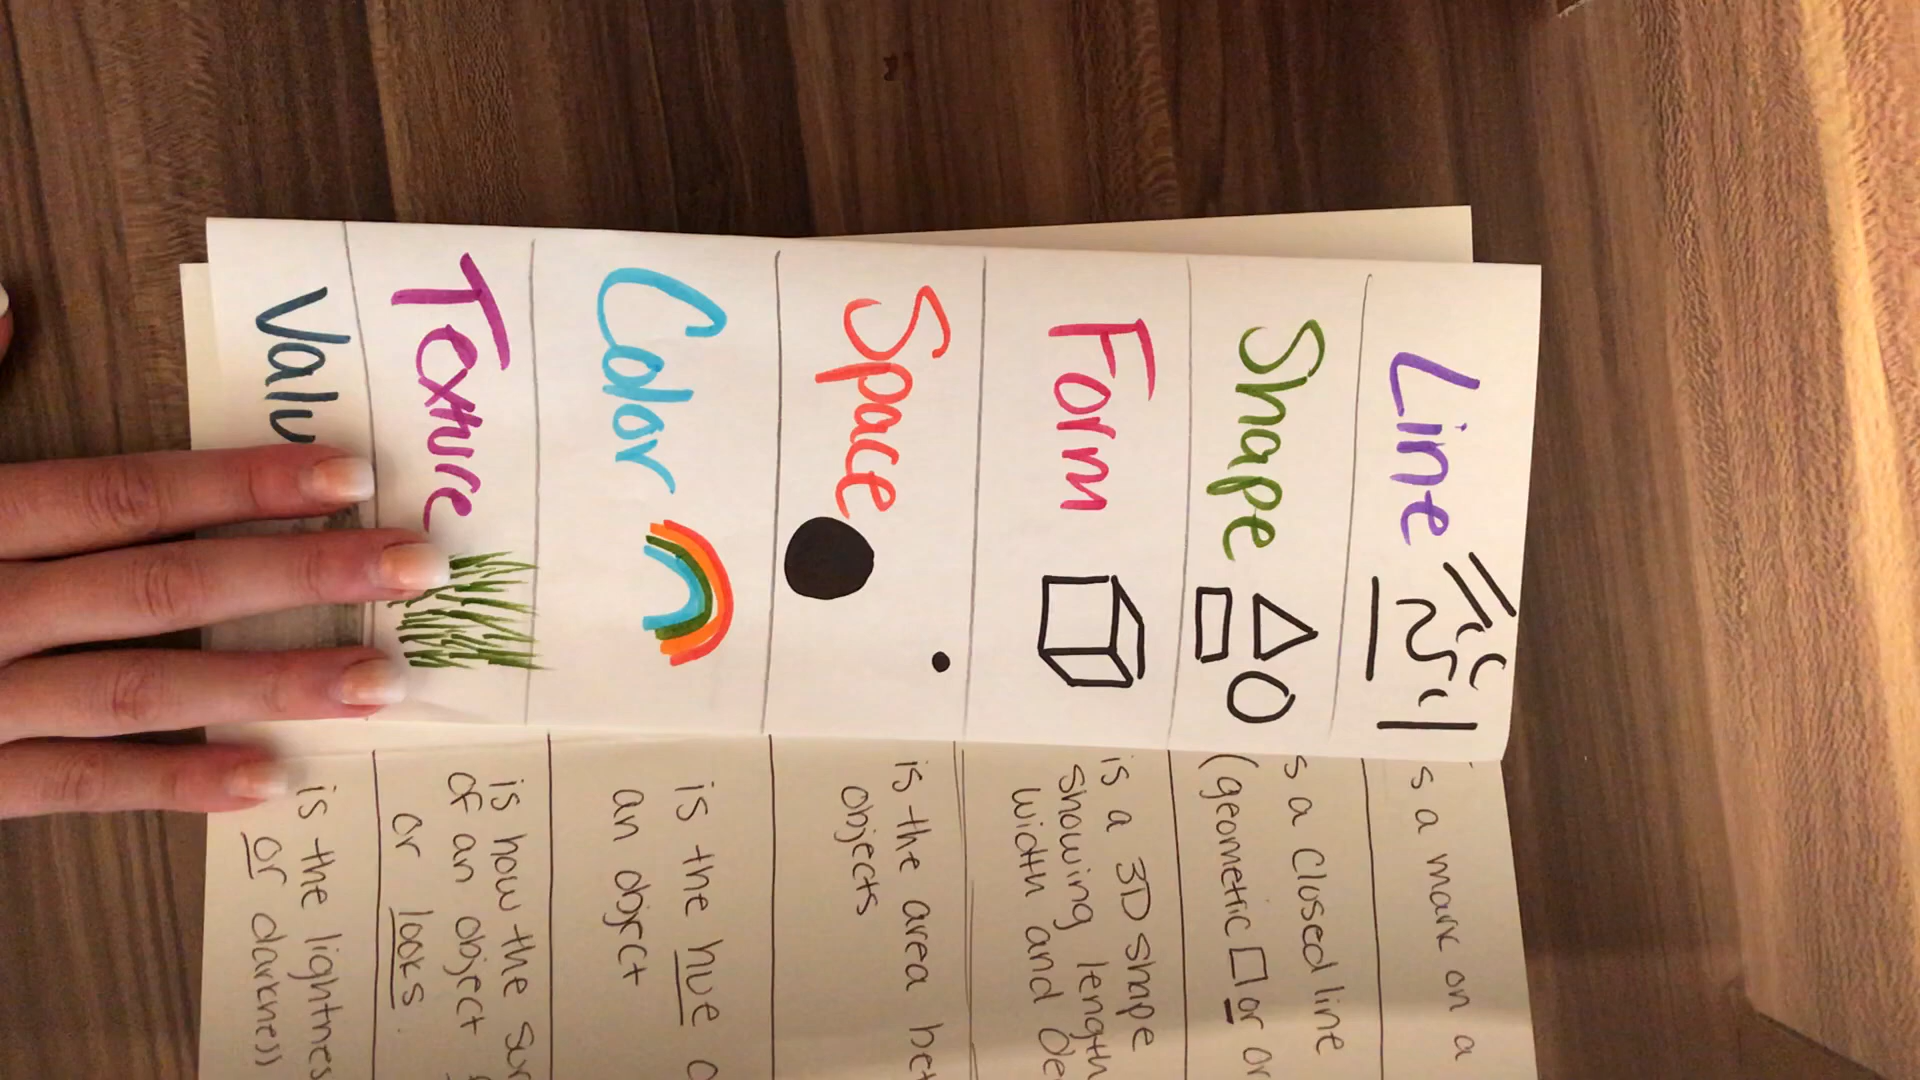 Line
s a mark on a
Shape
s a closed line
(geometric or or
Form
is a 3D shape
showing length
width and
Space
is the area
objects
Color
is the hue
an object
Texture
is how the
of an object
or looks.
Valu
is the
or darkness